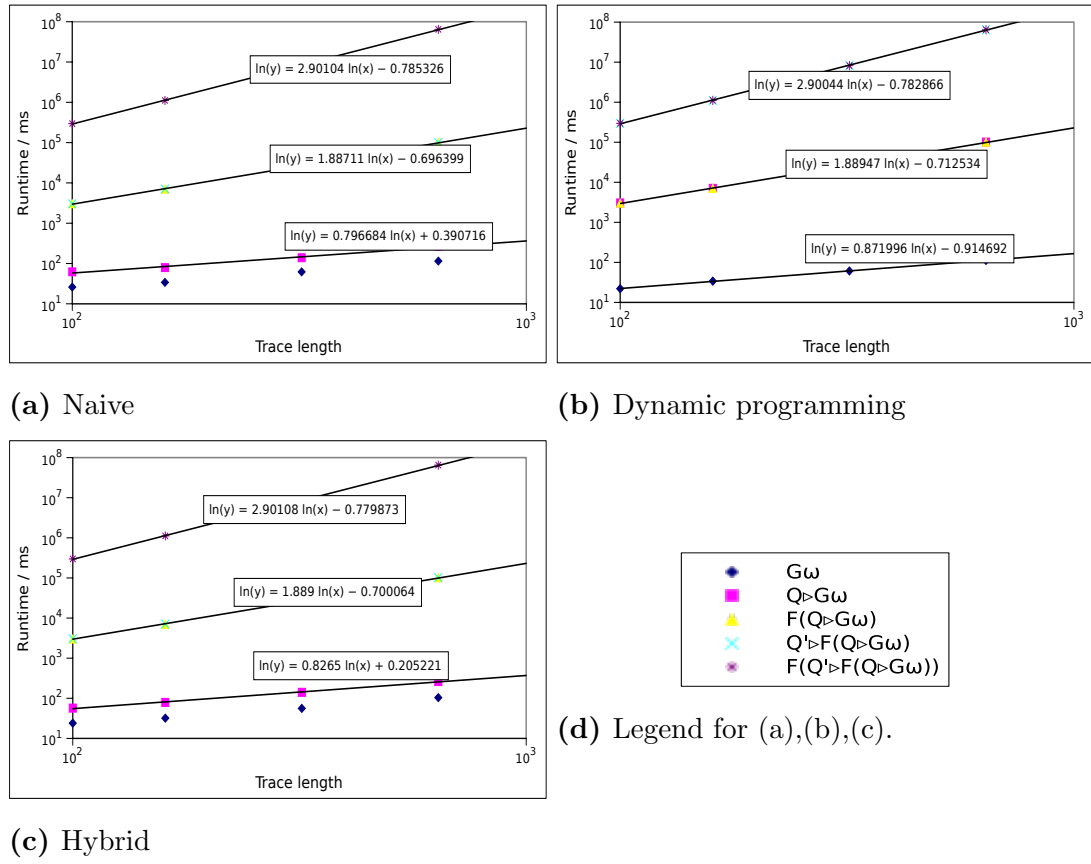 10^8
10^7
10^6
10^5
10^4
10^3
10^2
10^1
Runtime / ms
ln(y) = 2.90104 ln(x) − 0.785326
ln(y) = 1.88711 ln(x) − 0.696399
ln(y) = 0.796684 ln(x) + 0.390716
10^2
10^3
Trace length
(a) Naive
10^8
10^7
10^6
10^5
10^4
10^3
10^2
10^1
Runtime / ms
ln(y) = 2.90044 ln(x) − 0.782866
ln(y) = 1.88947 ln(x) − 0.712534
ln(y) = 0.871996 ln(x) − 0.914692
10^2
10^3
Trace length
(b) Dynamic programming
10^8
10^7
10^6
10^5
10^4
10^3
10^2
10^1
Runtime / ms
ln(y) = 2.90108 ln(x) − 0.779873
ln(y) = 1.889 ln(x) − 0.700064
ln(y) = 0.8265 ln(x) + 0.205221
10^2
10^3
Trace length
(c) Hybrid
Gω
Q▹Gω
F(Q▹Gω)
Q'▹F(Q▹Gω)
F(Q'▹F(Q▹Gω))
(d) Legend for (a),(b),(c).